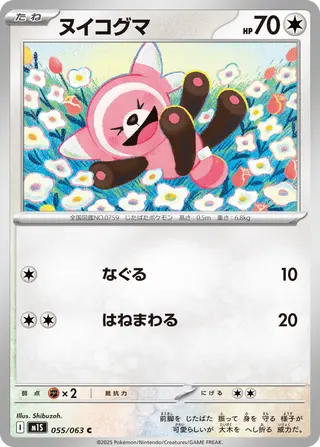 たね ヌイコグマ HP70
全国図鑑NO.0759 じたばたポケモン 高さ：0.5m 重さ：6.8kg
なぐる 10
はねまわる 20
弱点 ×2 抵抗力 にげる
Illus. Shibuzoh.
I m1S 055/063 C
前脚を じたばた 振って 身を 守る 様子が
可愛らしいが 大木を へし折る 威力だ。
©2025 Pokémon/Nintendo/Creatures/GAME FREAK.